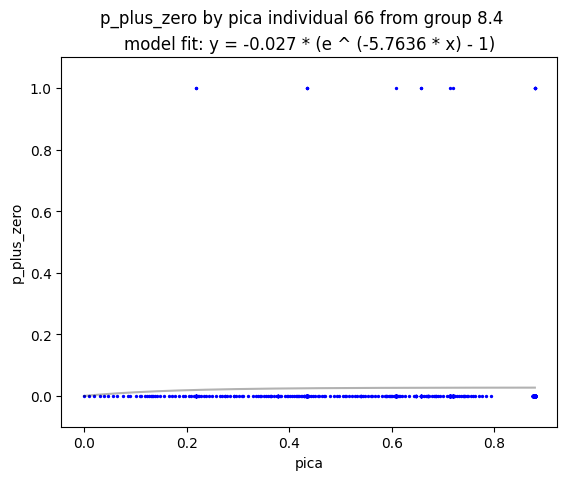 p_plus_zero by pica individual 66 from group 8.4
model fit: y = -0.027 * (e ^ (-5.7636 * x) - 1)
1.0
0.8
0.6
0.4
0.2
0.0
p_plus_zero
0.0 0.2 0.4 0.6 0.8
pica